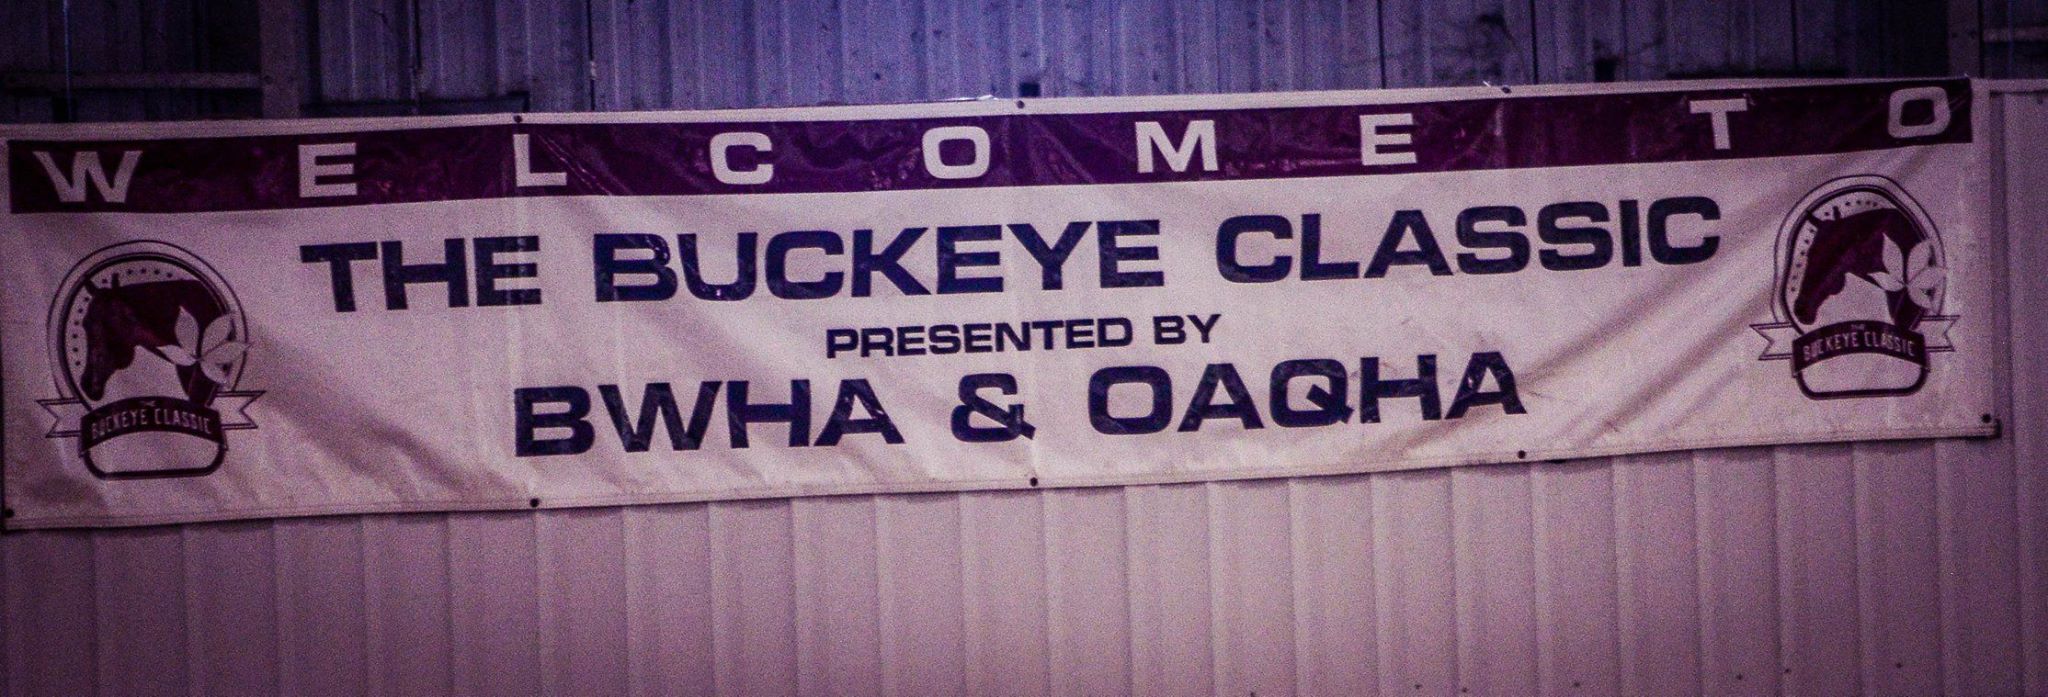 WELCOME TO
THE BUCKEYE CLASSIC
PRESENTED BY
BWHA & OAQHA
THE
BUCKEYE CLASSIC
THE
BUCKEYE CLASSIC